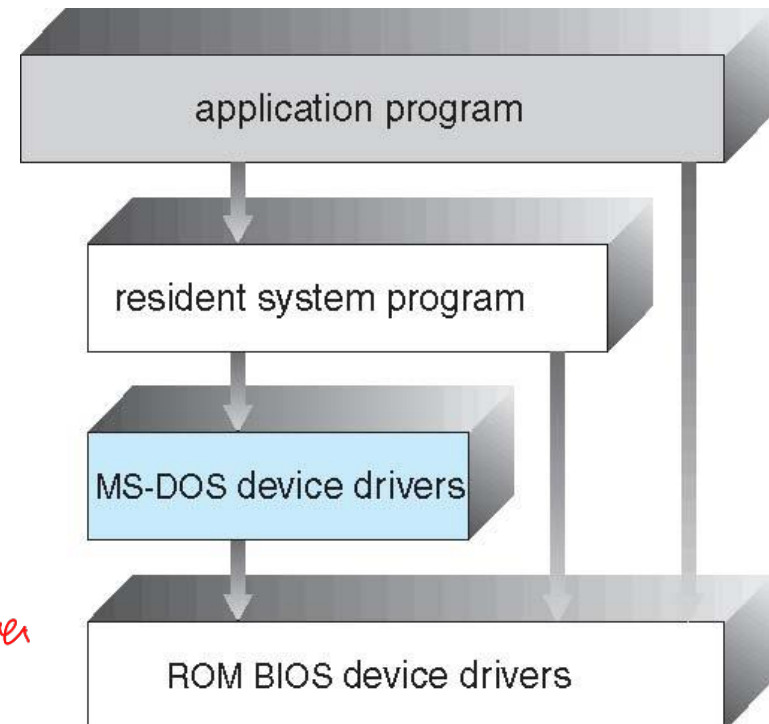 application program
resident system program
MS-DOS device drivers
ROM BIOS device drivers